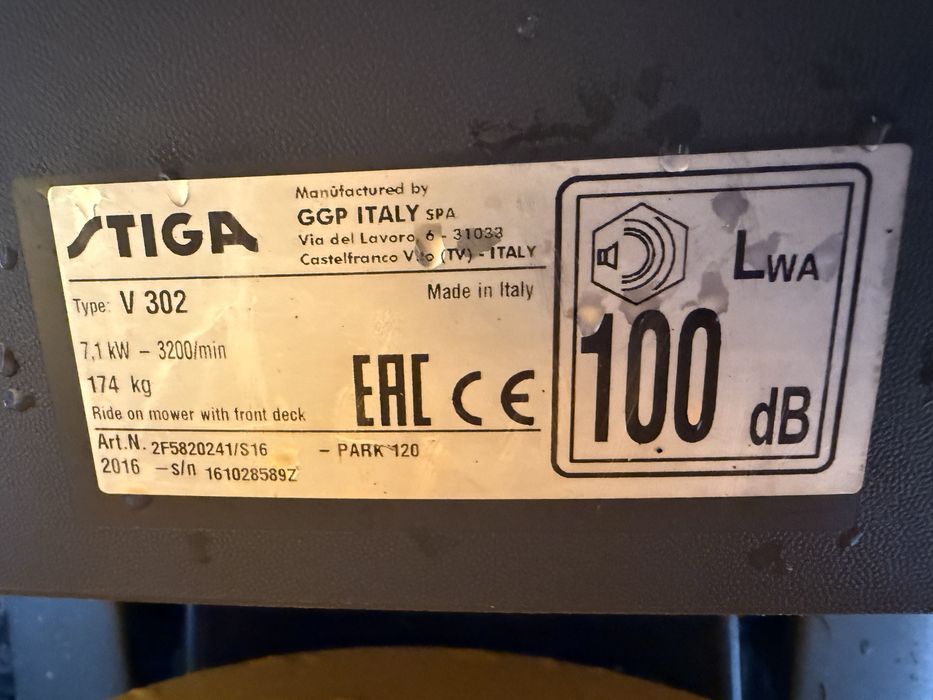 STIGA
Manufactured by
GGP ITALY SPA
Via del Lavoro, 6 - 31033
Castelfranco V.to (TV) - ITALY
Type: V 302
Made in Italy
7,1 kW - 3200/min
174 kg
Ride on mower with front deck
EAC CE
Art.N. 2F5820241/S16 - PARK 120
2016 - s/n 161028589Z
LWA
100 dB